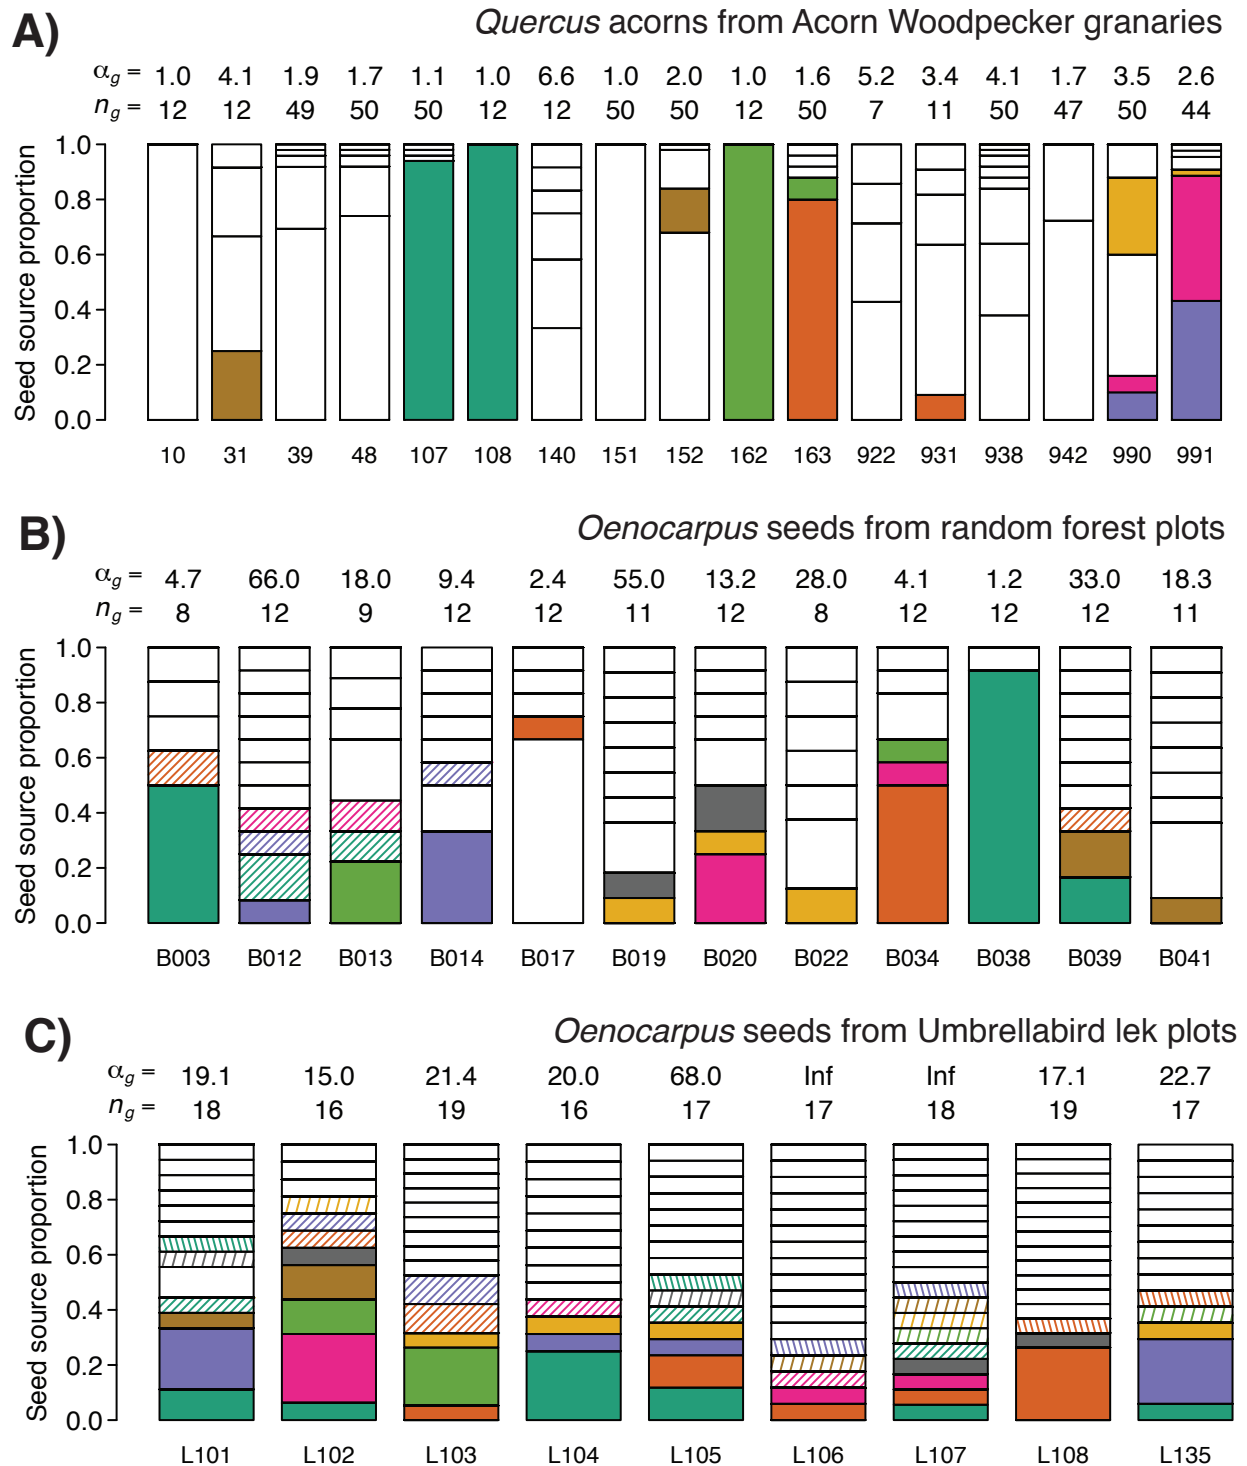 A)
Quercus acorns from Acorn Woodpecker granaries
αg = 1.0 4.1 1.9 1.7 1.1 1.0 6.6 1.0 2.0 1.0 1.6 5.2 3.4 4.1 1.7 3.5 2.6
ng = 12 12 49 50 50 12 12 50 50 12 50 7 11 50 47 50 44
Seed source proportion
1.0
0.8
0.6
0.4
0.2
0.0
10 31 39 48 107 108 140 151 152 162 163 922 931 938 942 990 991
B)
Oenocarpus seeds from random forest plots
αg = 4.7 66.0 18.0 9.4 2.4 55.0 13.2 28.0 4.1 1.2 33.0 18.3
ng = 8 12 9 12 12 11 12 8 12 12 12 11
Seed source proportion
1.0
0.8
0.6
0.4
0.2
0.0
B003 B012 B013 B014 B017 B019 B020 B022 B034 B038 B039 B041
C)
Oenocarpus seeds from Umbrellabird lek plots
αg = 19.1 15.0 21.4 20.0 68.0 Inf Inf 17.1 22.7
ng = 18 16 19 16 17 17 18 19 17
Seed source proportion
1.0
0.8
0.6
0.4
0.2
0.0
L101 L102 L103 L104 L105 L106 L107 L108 L135